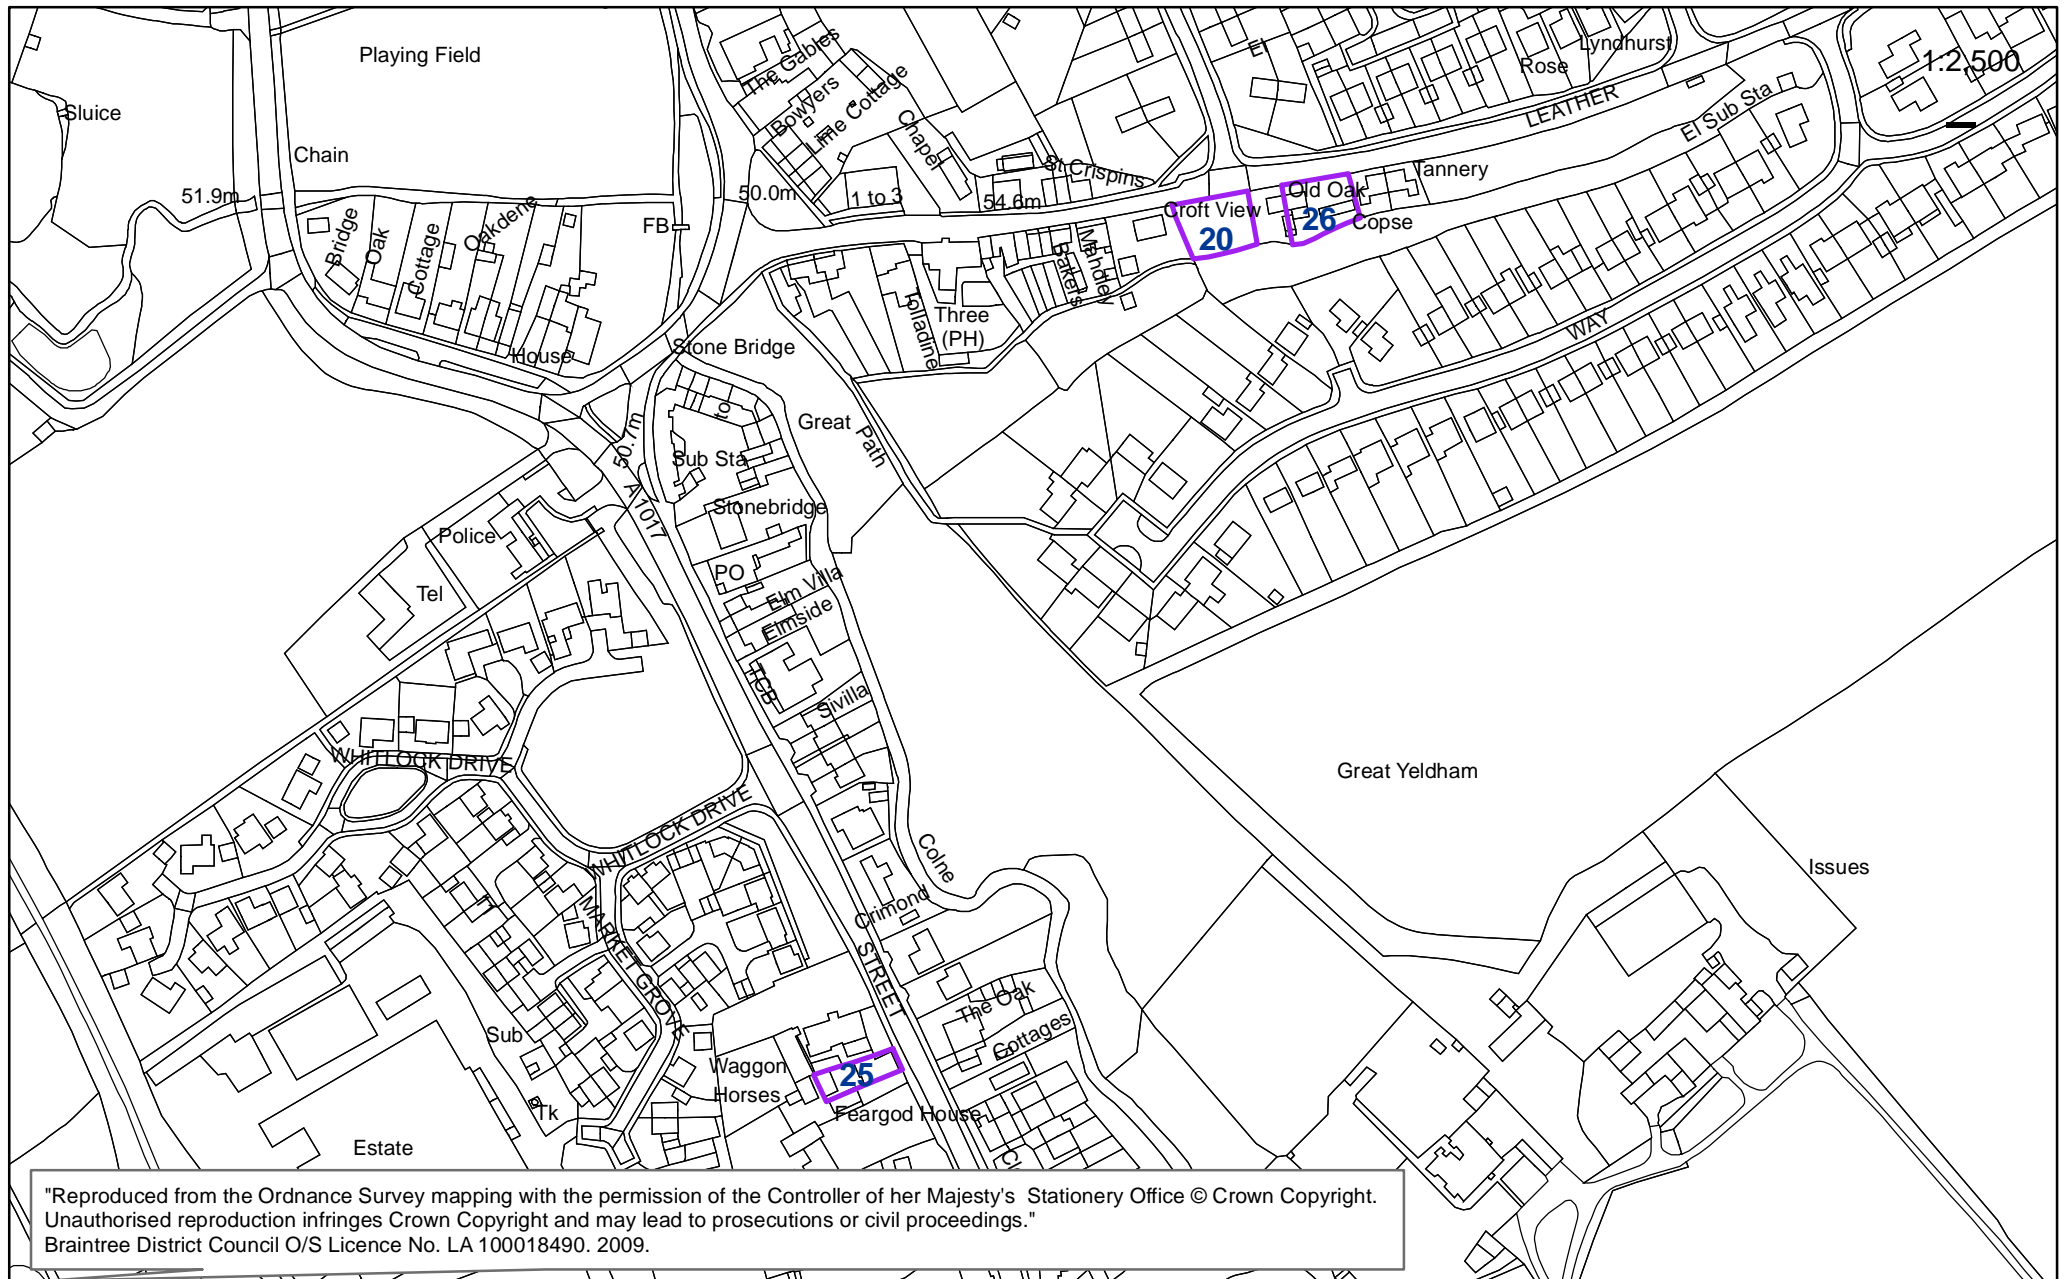 Playing Field
The Gables
El
Lyndhurst
Rose
1:2,500
Sluice
Bowyers
Lime Cottage
LEATHER
El Sub Sta
Chain
Chapel
St Crispins
Tannery
51.9m
50.0m
1 to 3
54.6m
Croft View
20
Old Oak
26
Copse
Bridge
Oak
Cottage
Oakdene
FB
Bakers
Mandley
Tolladine
Three
(PH)
House
Stone Bridge
WAY
to
Great
Path
50.7m
A 1017
Sub Sta
Stonebridge
Police
PO
Tel
Elm Villa
Elmside
TCB
Sivilla
WHITLOCK DRIVE
Great Yeldham
WHITLOCK DRIVE
Colne
Issues
Crimond
MARKET GROVE
STREET
The Oak
Cottages
Sub
Waggon
Horses
25
Feargod House
Tk
Estate
"Reproduced from the Ordnance Survey mapping with the permission of the Controller of her Majesty's Stationery Office © Crown Copyright.
Unauthorised reproduction infringes Crown Copyright and may lead to prosecutions or civil proceedings."
Braintree District Council O/S Licence No. LA 100018490. 2009.